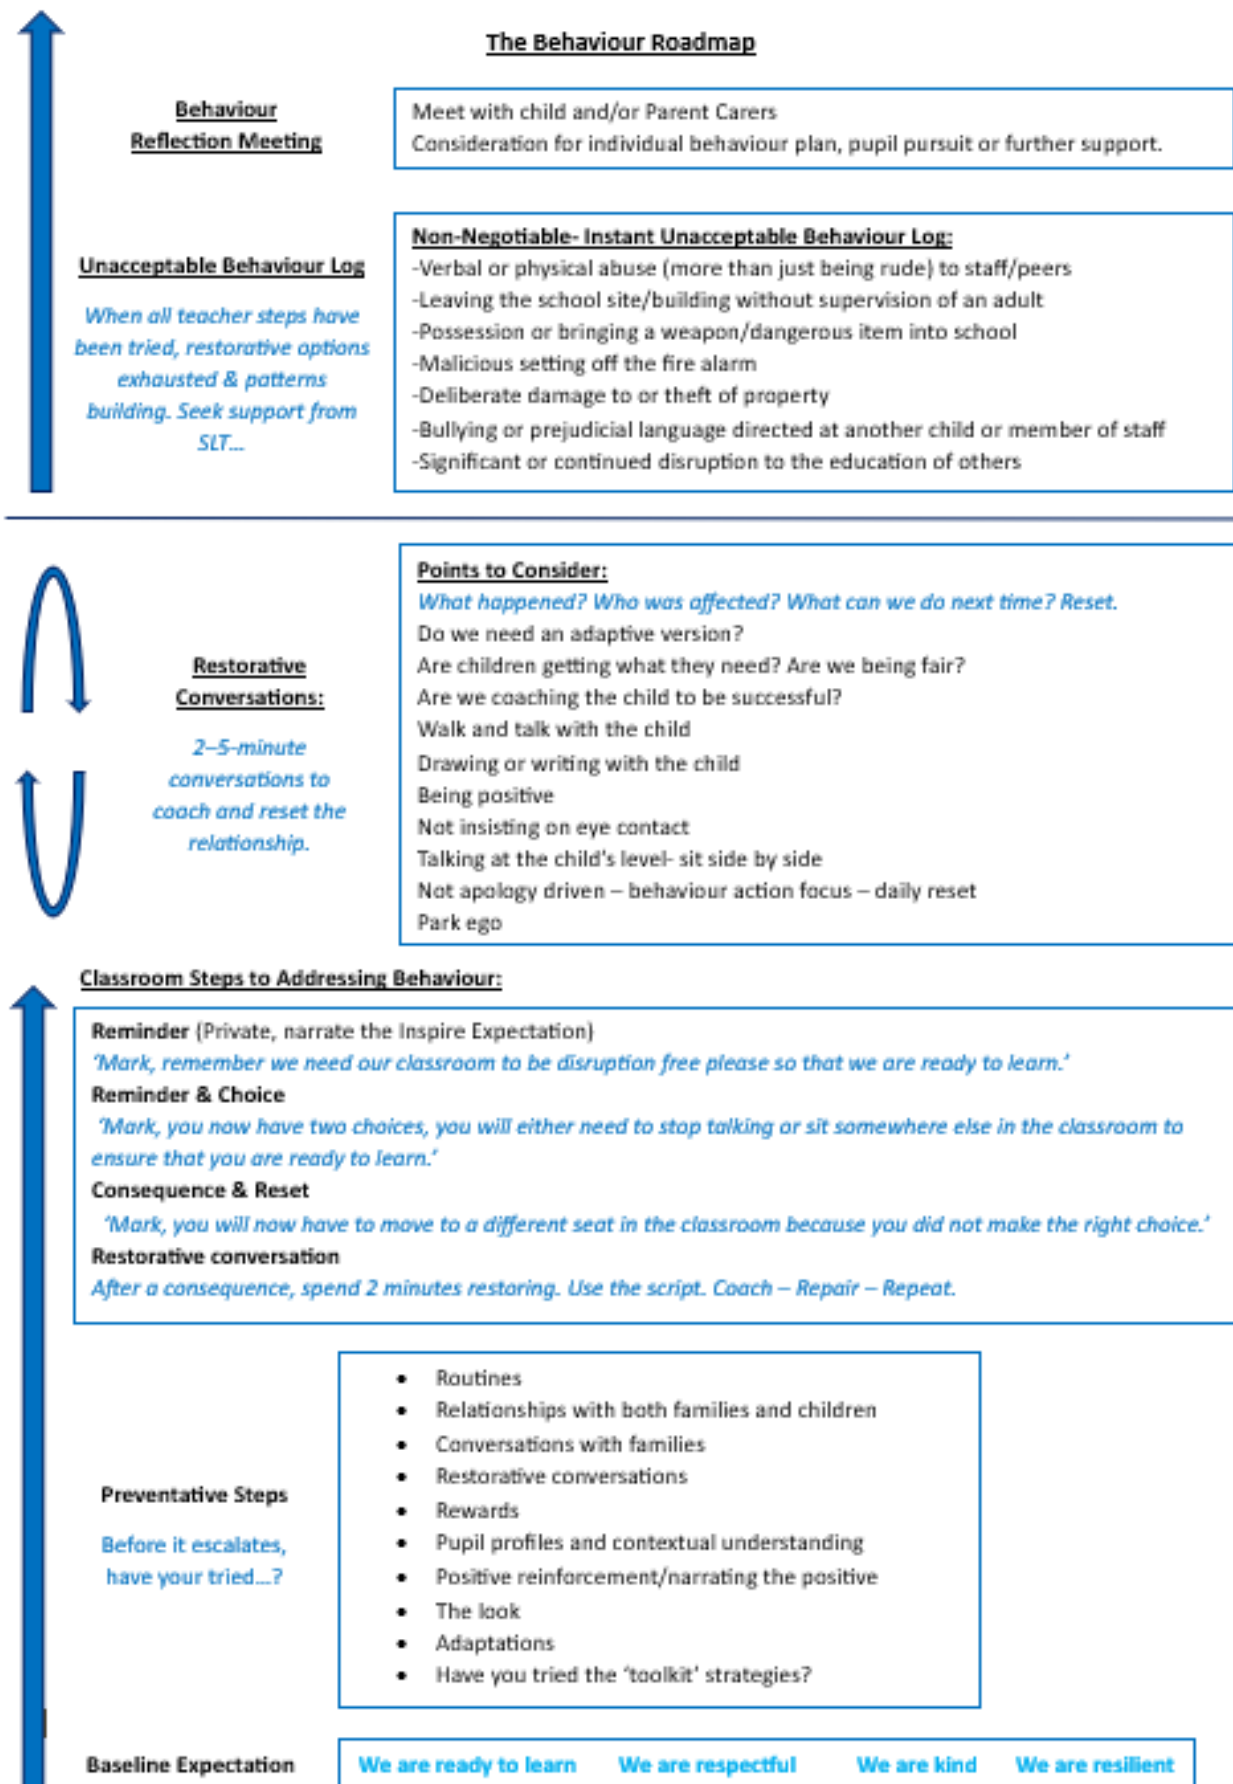 The Behaviour Roadmap
Behaviour
Reflection Meeting
Meet with child and/or Parent Carers
Consideration for individual behaviour plan, pupil pursuit or further support.
Unacceptable Behaviour Log
When all teacher steps have
been tried, restorative options
exhausted & patterns
building. Seek support from
SLT...
Non-Negotiable- Instant Unacceptable Behaviour Log:
-Verbal or physical abuse (more than just being rude) to staff/peers
-Leaving the school site/building without supervision of an adult
-Possession or bringing a weapon/dangerous item into school
-Malicious setting off the fire alarm
-Deliberate damage to or theft of property
-Bullying or prejudicial language directed at another child or member of staff
-Significant or continued disruption to the education of others
Restorative
Conversations:
2–5-minute
conversations to
coach and reset the
relationship.
Points to Consider:
What happened? Who was affected? What can we do next time? Reset.
Do we need an adaptive version?
Are children getting what they need? Are we being fair?
Are we coaching the child to be successful?
Walk and talk with the child
Drawing or writing with the child
Being positive
Not insisting on eye contact
Talking at the child's level- sit side by side
Not apology driven – behaviour action focus – daily reset
Park ego
Classroom Steps to Addressing Behaviour:
Reminder (Private, narrate the Inspire Expectation)
'Mark, remember we need our classroom to be disruption free please so that we are ready to learn.'
Reminder & Choice
'Mark, you now have two choices, you will either need to stop talking or sit somewhere else in the classroom to
ensure that you are ready to learn.'
Consequence & Reset
'Mark, you will now have to move to a different seat in the classroom because you did not make the right choice.'
Restorative conversation
After a consequence, spend 2 minutes restoring. Use the script. Coach – Repair – Repeat.
Preventative Steps
Before it escalates,
have your tried...?
• Routines
• Relationships with both families and children
• Conversations with families
• Restorative conversations
• Rewards
• Pupil profiles and contextual understanding
• Positive reinforcement/narrating the positive
• The look
• Adaptations
• Have you tried the 'toolkit' strategies?
Baseline Expectation
We are ready to learn We are respectful We are kind We are resilient